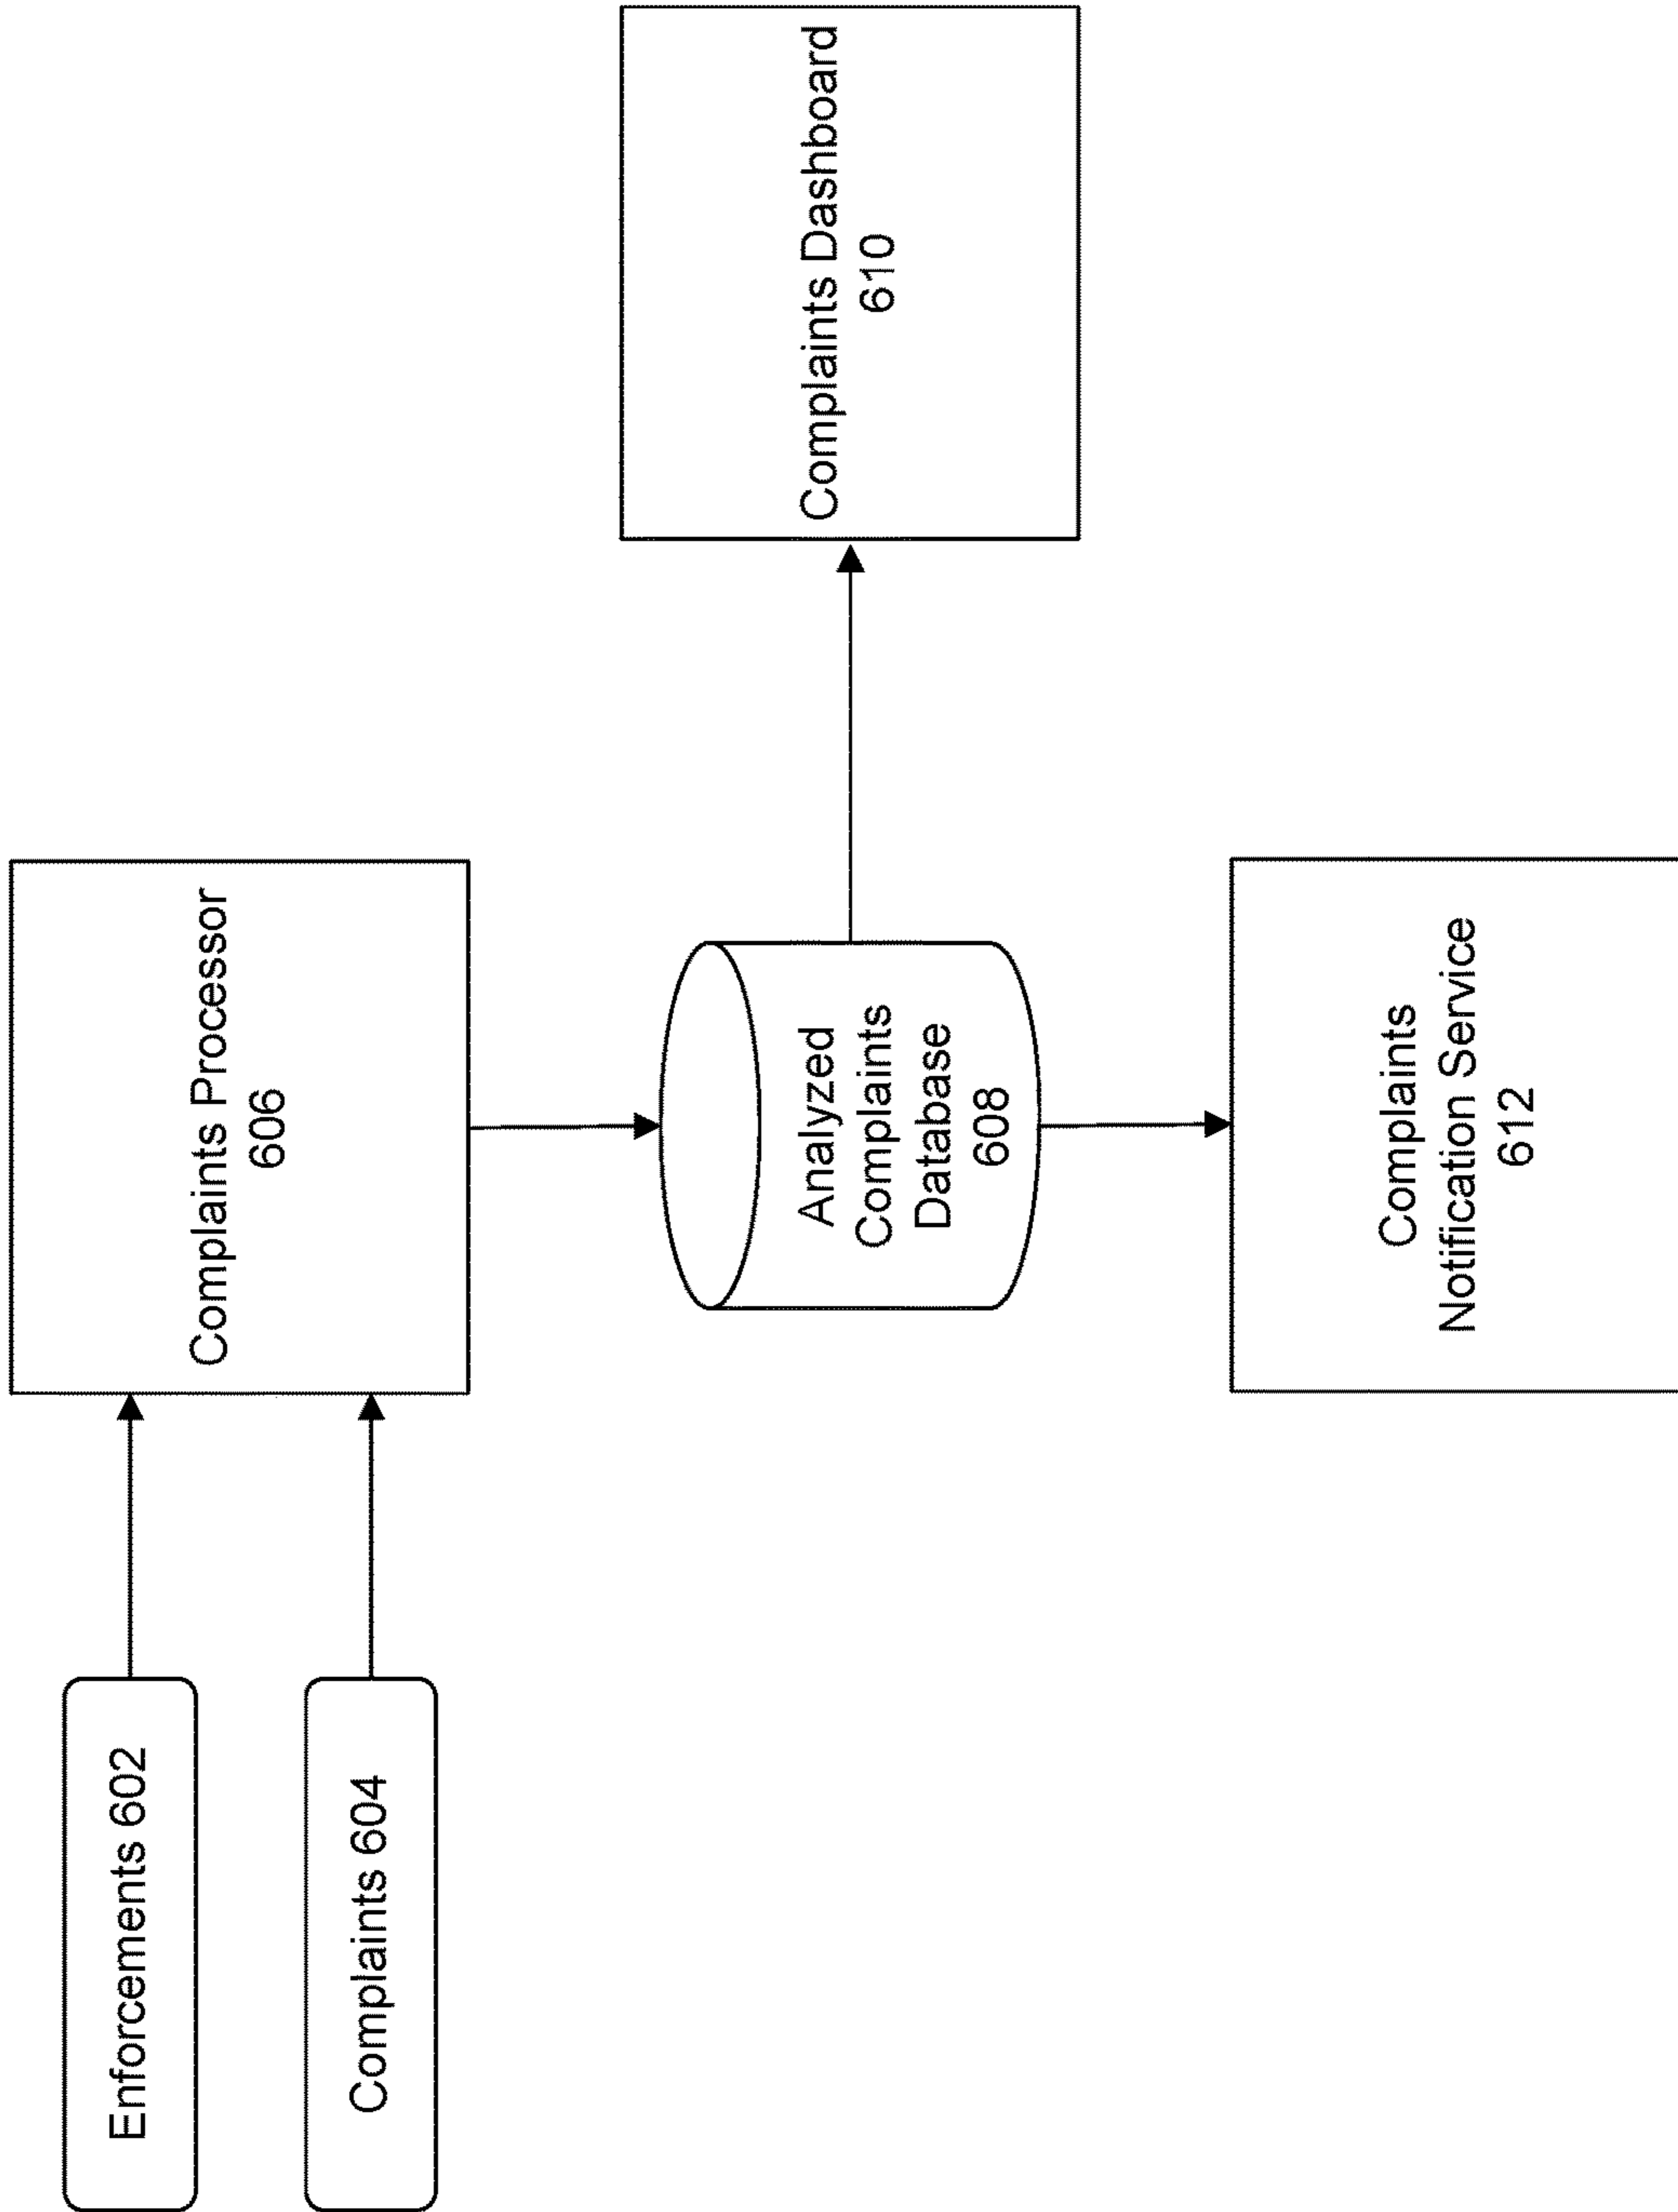 Enforcements 602
Complaints 604
Complaints Processor
606
Analyzed
Complaints
Database
608
Complaints Dashboard
610
Complaints
Notification Service
612